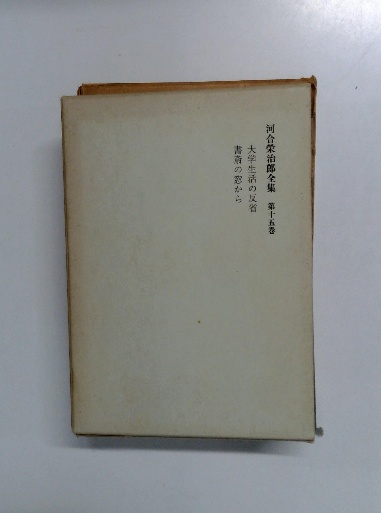 河合栄治郎全集 第十五巻
大学生活の反省
書斎の窓から